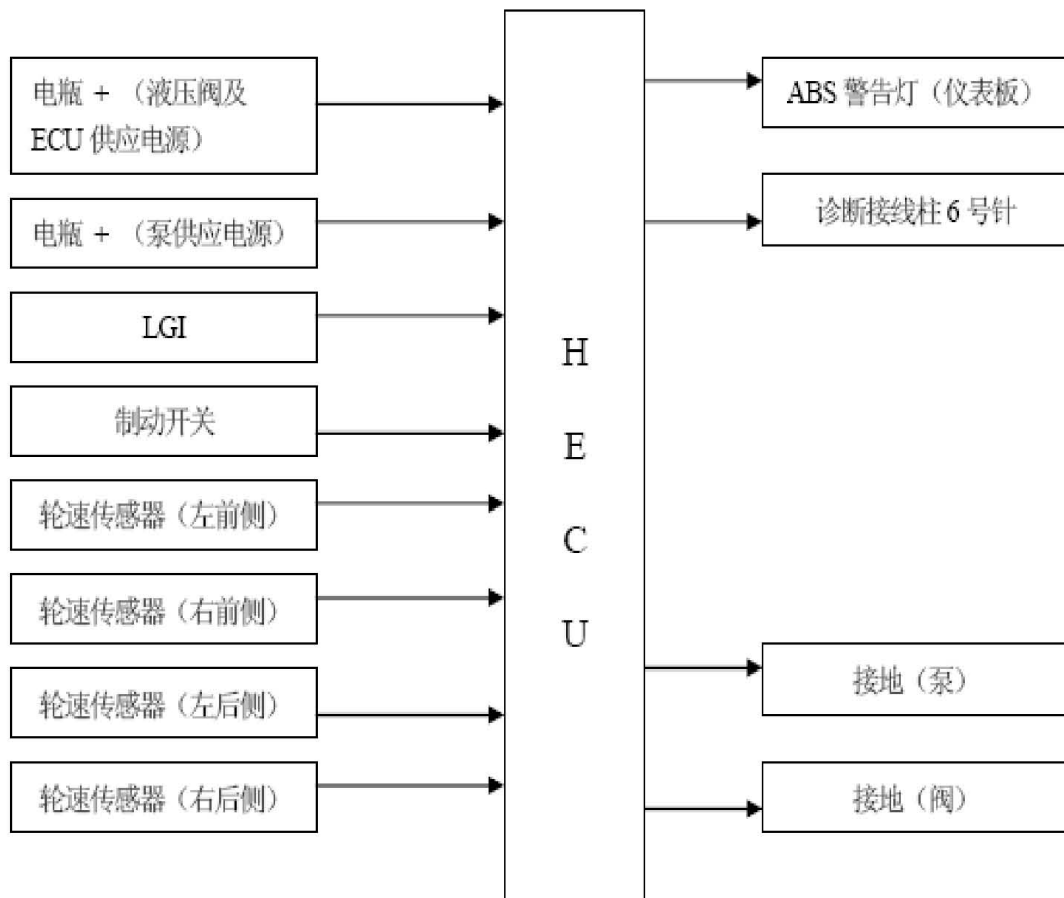 电瓶 + （液压阀及
ECU 供应电源）
电瓶 + （泵供应电源）
LGI
制动开关
轮速传感器（左前侧）
轮速传感器（右前侧）
轮速传感器（左后侧）
轮速传感器（右后侧）
H
E
C
U
ABS 警告灯（仪表板）
诊断接线柱 6 号针
接地（泵）
接地（阀）